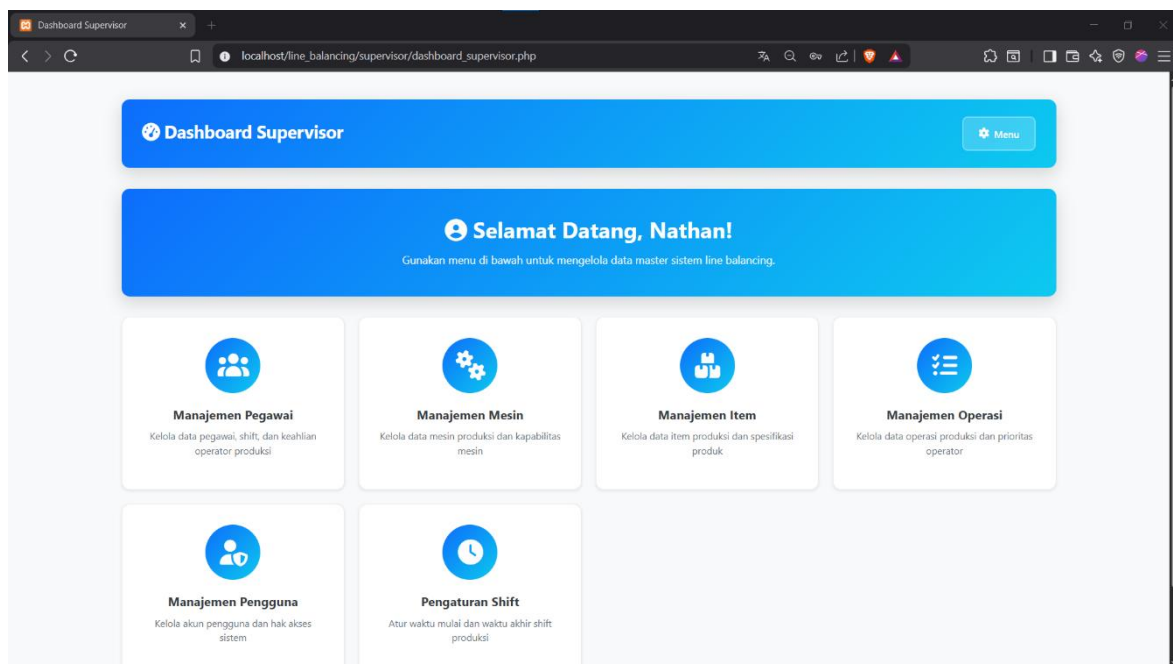 Dashboard Supervisor
localhost/line_balancing/supervisor/dashboard_supervisor.php
Dashboard Supervisor
Menu
Selamat Datang, Nathan!
Gunakan menu di bawah untuk mengelola data master sistem line balancing.
Manajemen Pegawai
Kelola data pegawai, shift, dan keahlian
operator produksi
Manajemen Mesin
Kelola data mesin produksi dan kapabilitas
mesin
Manajemen Item
Kelola data item produksi dan spesifikasi
produk
Manajemen Operasi
Kelola data operasi produksi dan prioritas
operator
Manajemen Pengguna
Kelola akun pengguna dan hak akses
sistem
Pengaturan Shift
Atur waktu mulai dan waktu akhir shift
produksi